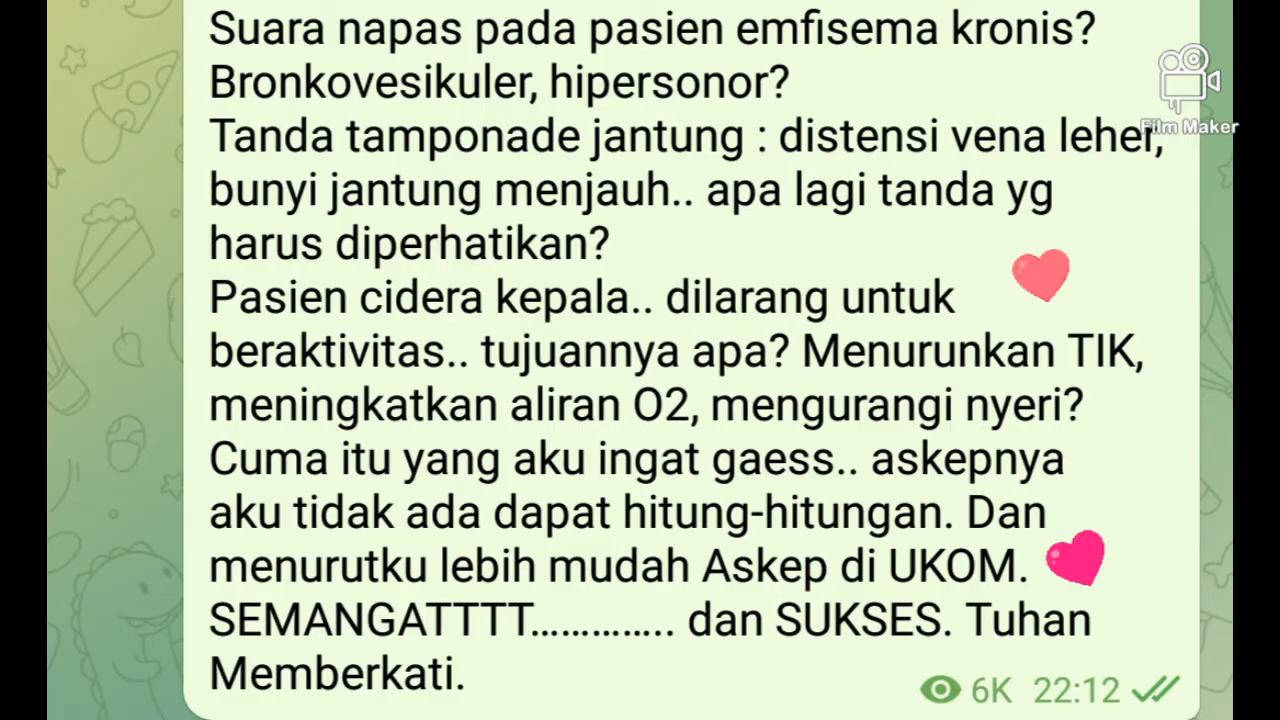 Suara napas pada pasien emfisema kronis?
Bronkovesikuler, hipersonor?
Tanda tamponade jantung : distensi vena leher,
bunyi jantung menjauh.. apa lagi tanda yg
harus diperhatikan?
Pasien cidera kepala.. dilarang untuk
beraktivitas.. tujuannya apa? Menurunkan TIK,
meningkatkan aliran O2, mengurangi nyeri?
Cuma itu yang aku ingat gaess.. askepnya
aku tidak ada dapat hitung-hitungan. Dan
menurutku lebih mudah Askep di UKOM.
SEMANGATTTT.............. dan SUKSES. Tuhan
Memberkati.
6K 22:12
Film Maker